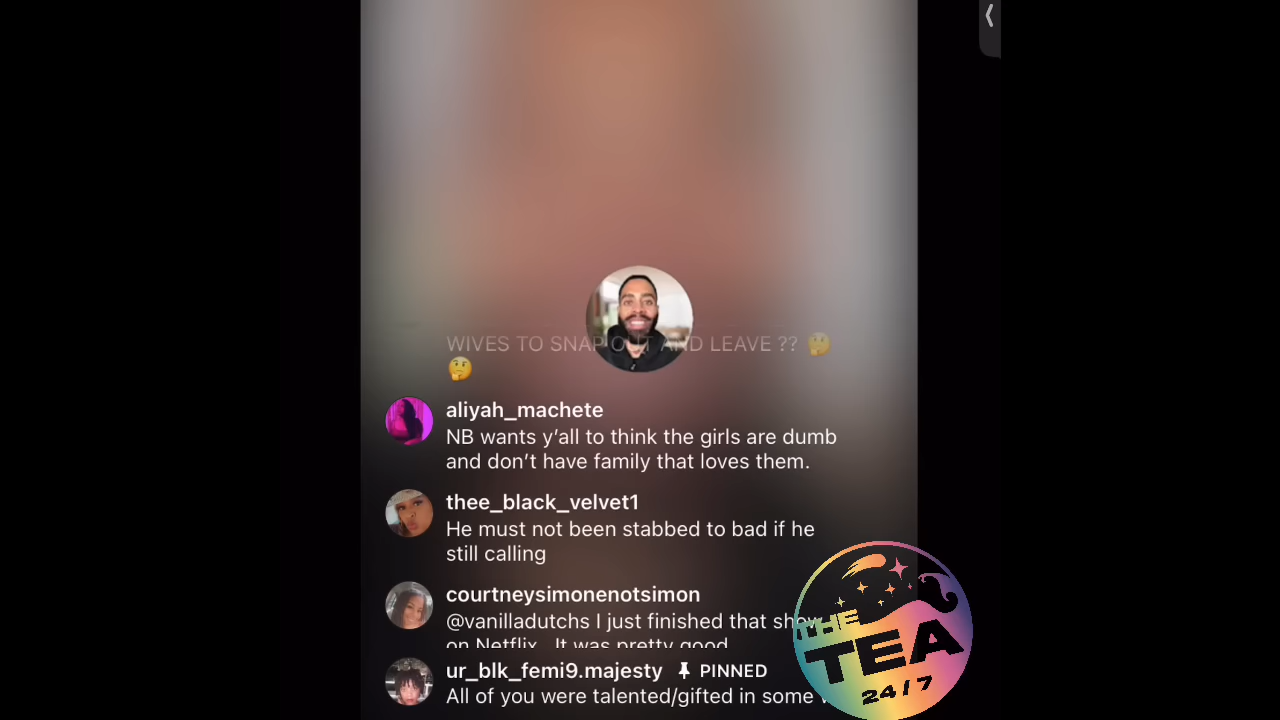 WIVES TO SNAP OUT AND LEAVE ?? 🤔
🤔
aliyah_machete
NB wants y’all to think the girls are dumb
and don’t have family that loves them.
thee_black_velvet1
He must not been stabbed to bad if he
still calling
courtneysimonenotsimon
@vanilladutchs I just finished that show
on Netflix.. It was pretty good
ur_blk_femi9.majesty PINNED
All of you were talented/gifted in some
THE
TEA
24/7